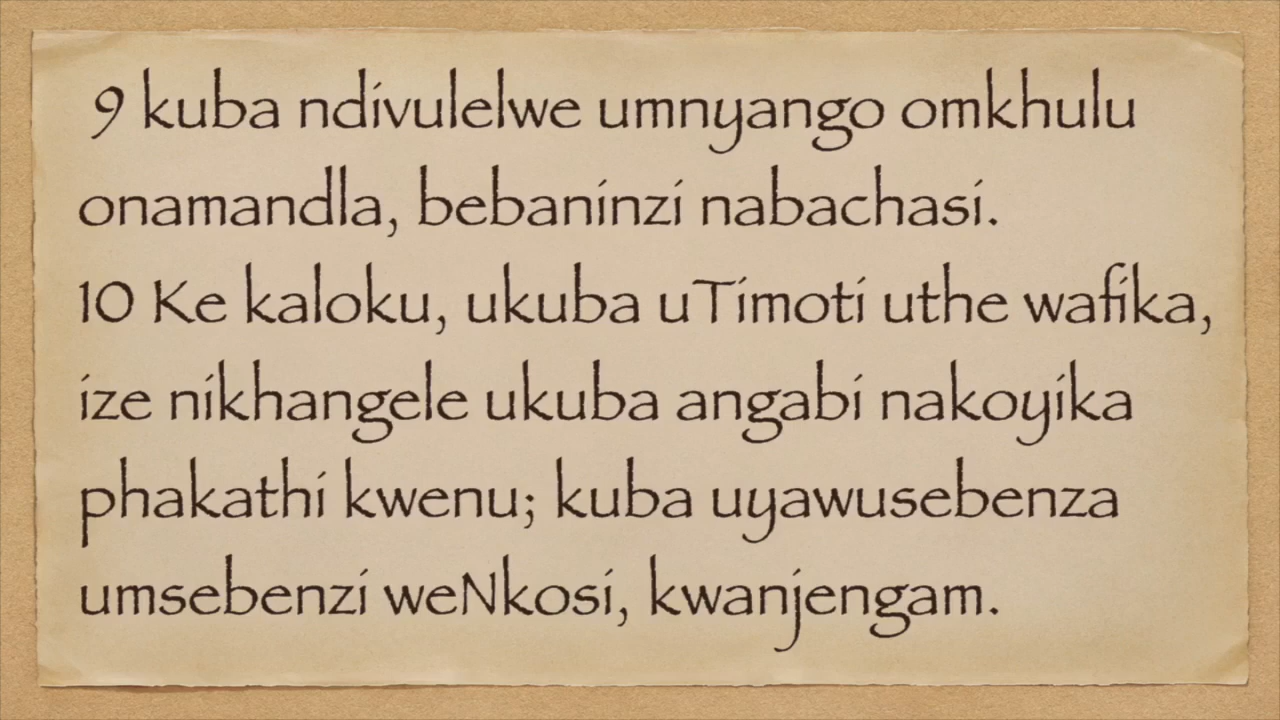 9 kuba ndivulelwe umnyango omkhulu
onamandla, bebaninzi nabachasi.
10 Ke kaloku, ukuba uTimoti uthe wafika,
ize nikhangele ukuba angabi nakoyika
phakathi kwenu; kuba uyawusebenza
umsebenzi weNkosi, kwanjengam.